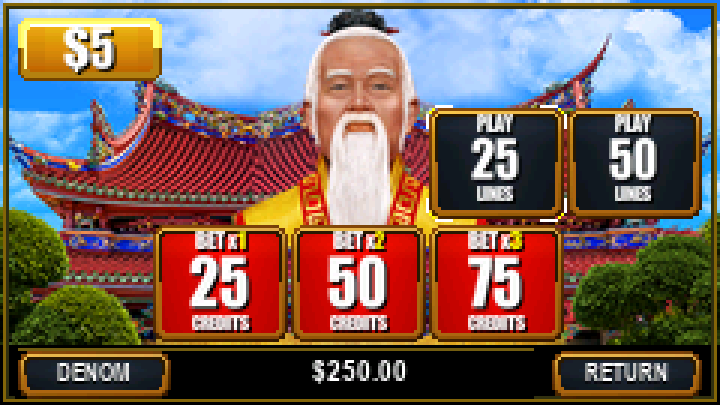 $5
PLAY
25
LINES
PLAY
50
LINES
BET x1
25
CREDITS
BET x2
50
CREDITS
BET x3
75
CREDITS
DENOM
$250.00
RETURN